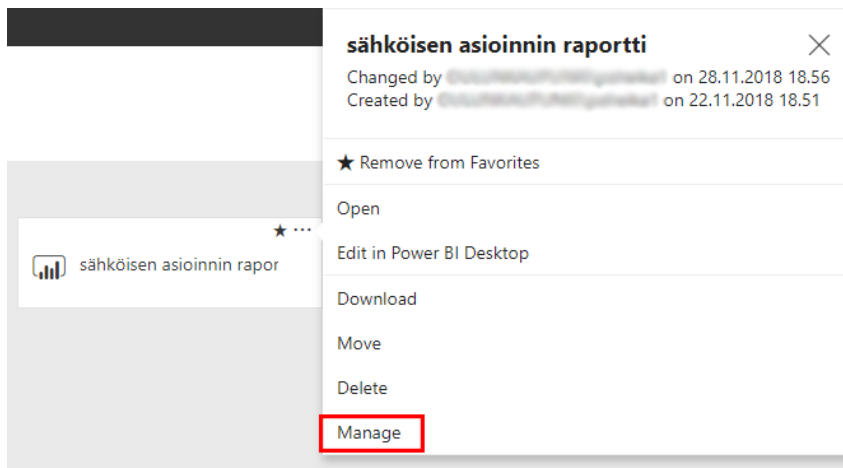 sähköisen asioinnin raportti
Changed by on 28.11.2018 18.56
Created by on 22.11.2018 18.51
★ Remove from Favorites
Open
Edit in Power BI Desktop
Download
Move
Delete
Manage
★ ...
sähköisen asioinnin rapor